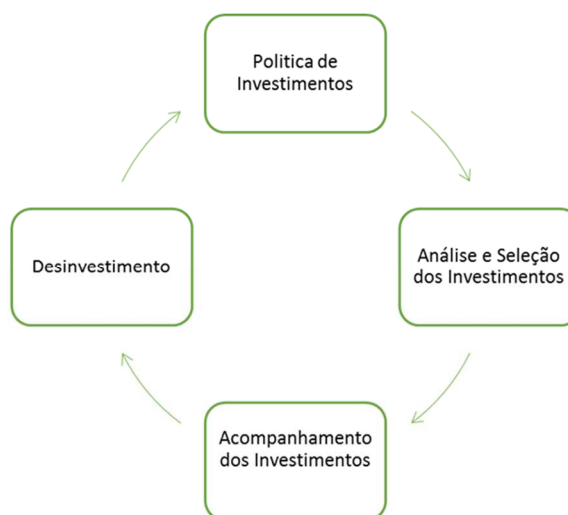 Politica de
Investimentos
Análise e Seleção
dos Investimentos
Acompanhamento
dos Investimentos
Desinvestimento